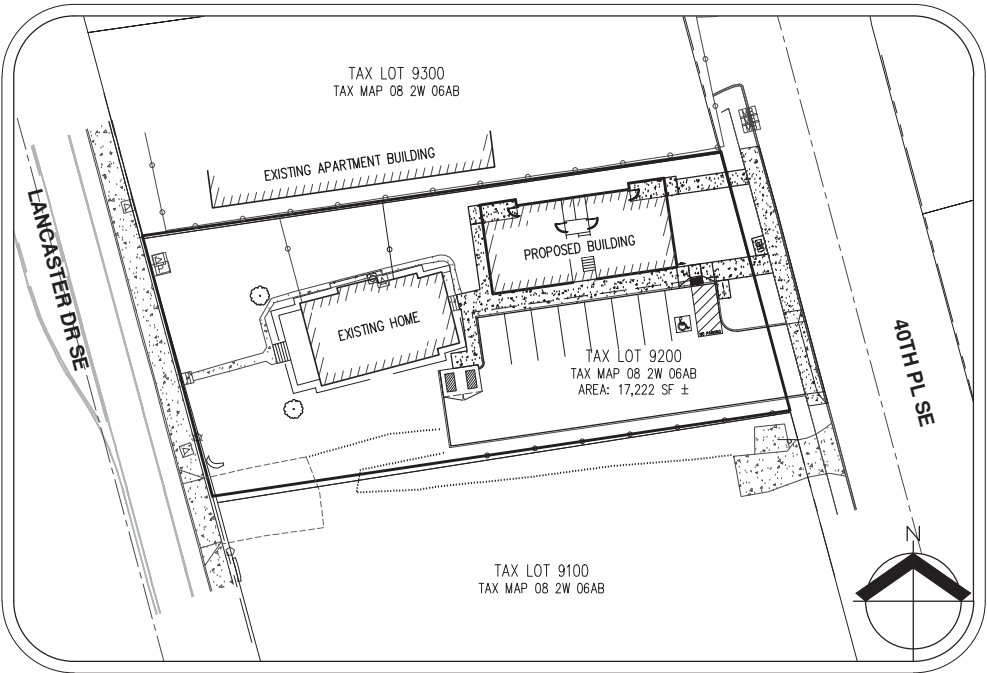 TAX LOT 9300
TAX MAP 08 2W 06AB
EXISTING APARTMENT BUILDING
LANCASTER DR SE
PROPOSED BUILDING
EXISTING HOME
TAX LOT 9200
TAX MAP 08 2W 06AB
AREA: 17,222 SF ±
40TH PL SE
N
TAX LOT 9100
TAX MAP 08 2W 06AB